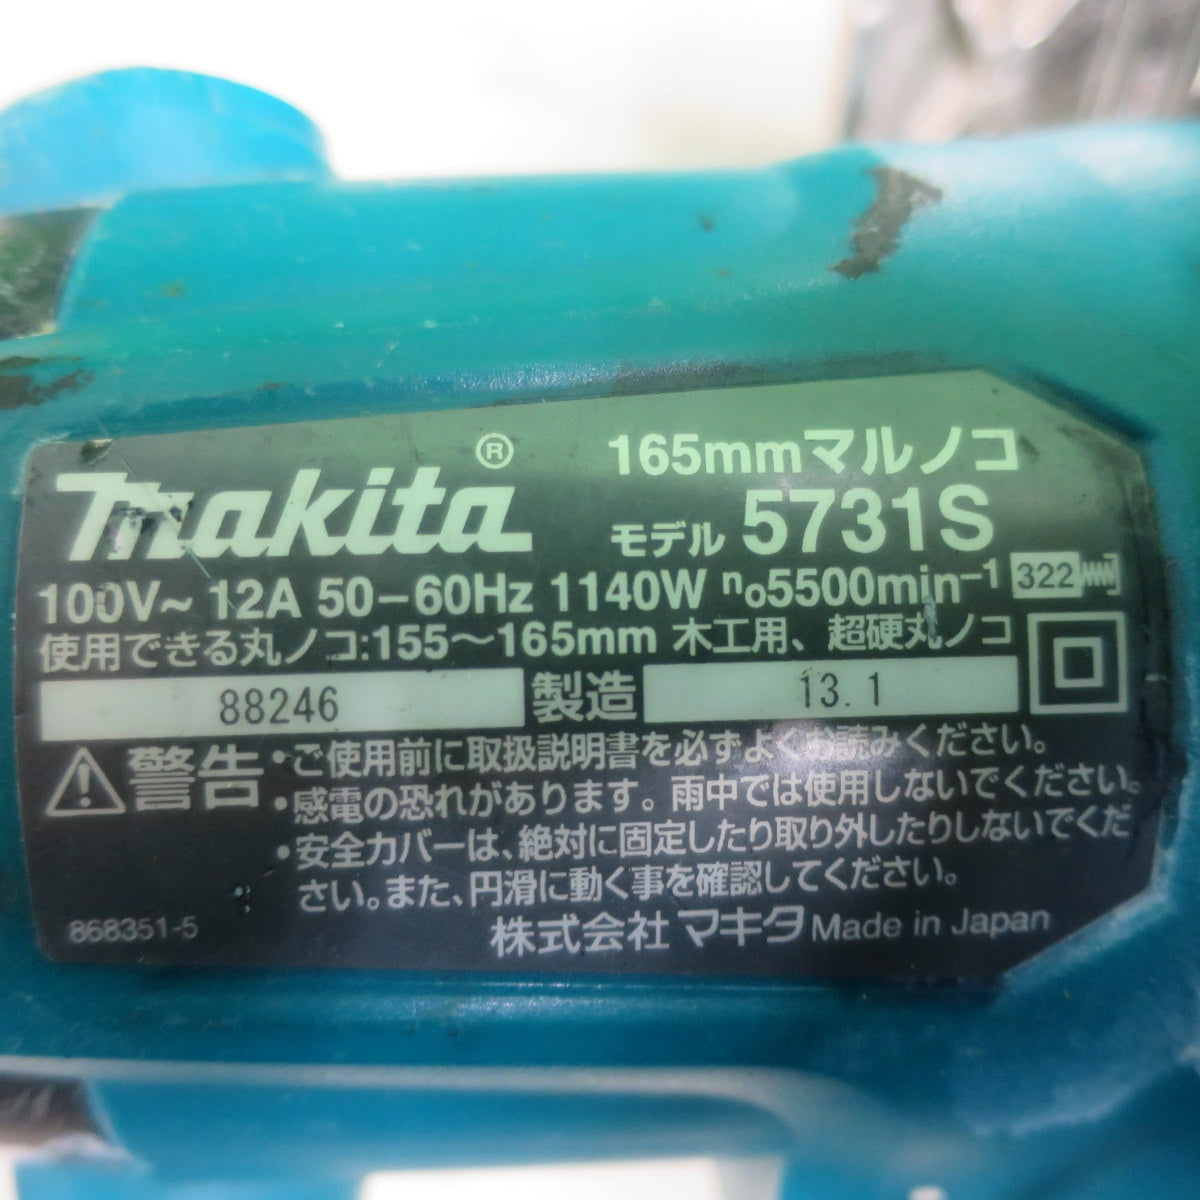 makita®
165mmマルノコ
モデル 5731S
100V~ 12A 50-60Hz 1140W n₀5500min⁻¹ 322
使用できる丸ノコ:155〜165mm 木工用、超硬丸ノコ
88246 製造 13.1
警告
・ご使用前に取扱説明書を必ずよくお読みください。
・感電の恐れがあります。雨中では使用しないでください。
・安全カバーは、絶対に固定したり取り外したりしないでくだ
さい。また、円滑に動く事を確認してください。
868351-5
株式会社 マキタ Made in Japan